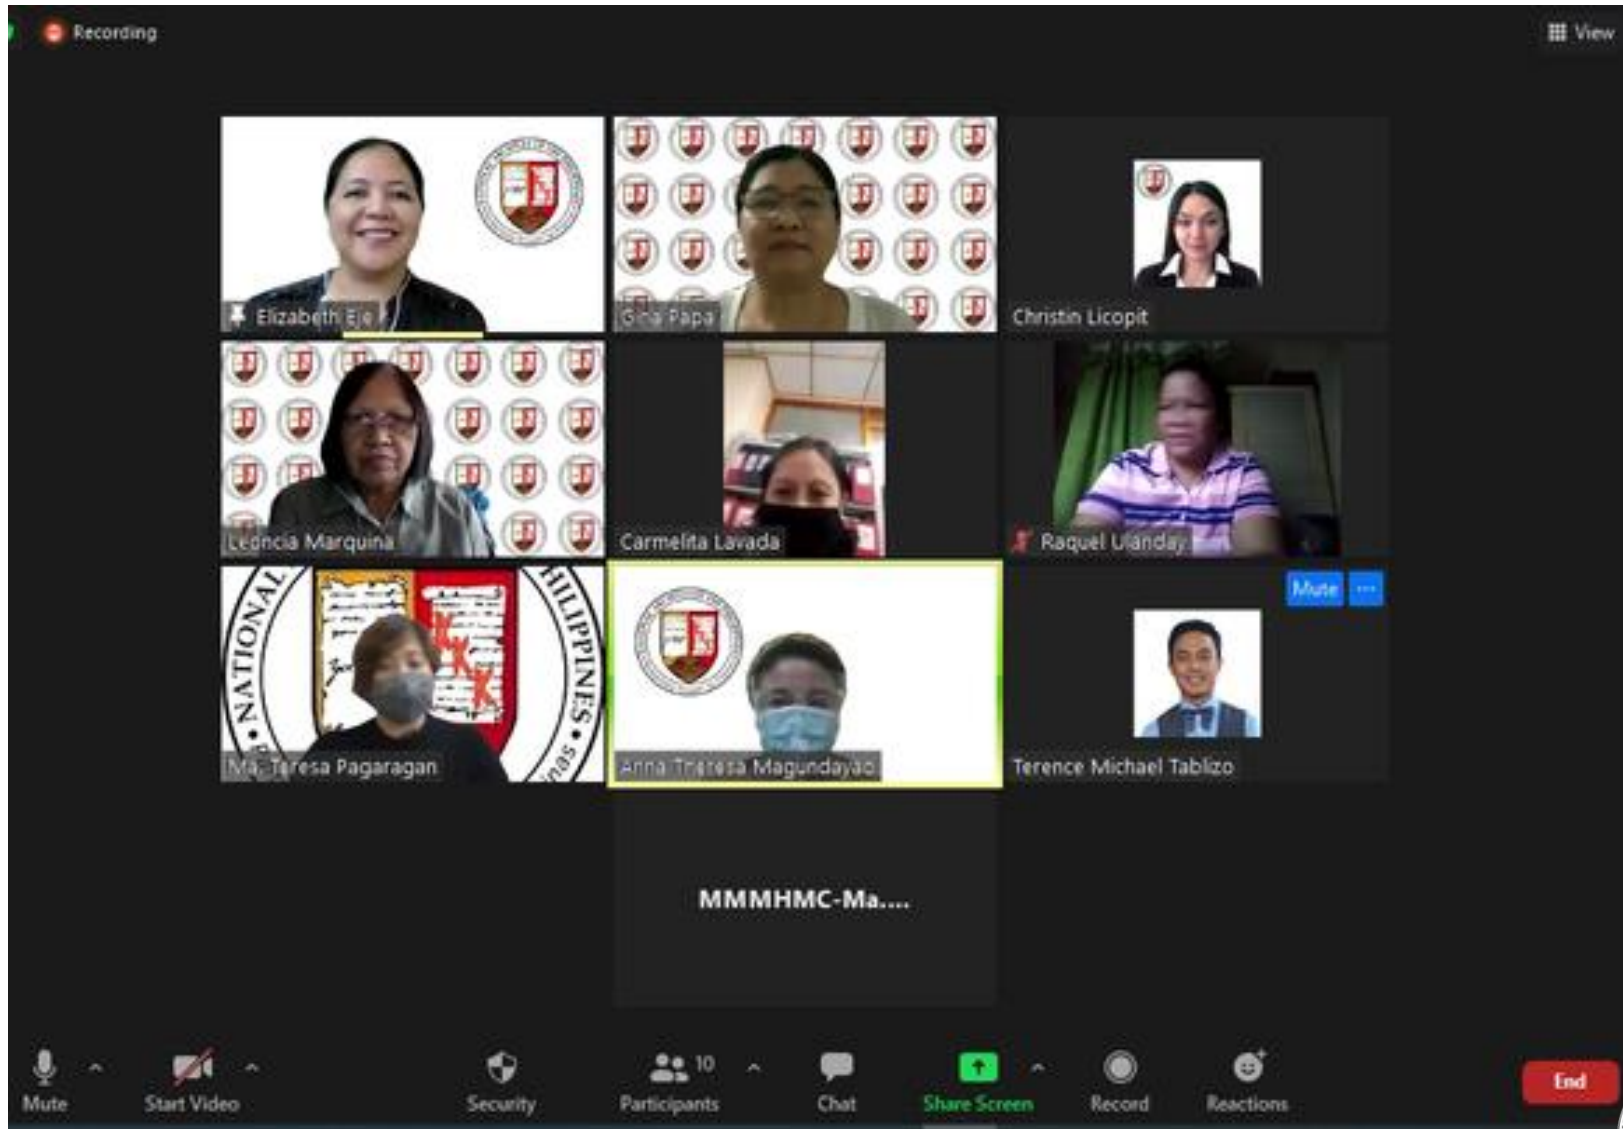 Recording
View
Elizabeth Eje
Gina Papa
Christin Licopit
Leoncia Marquina
Carmelita Lavada
Raquel Ulanday
NATIONAL
HILIPPINES
inas
Ma. Teresa Pagaragan
Anna Theresa Magundayao
Mute
Terence Michael Tablizo
MMMHMC-Ma....
Mute
Start Video
Security
10
Participants
Chat
Share Screen
Record
Reactions
End